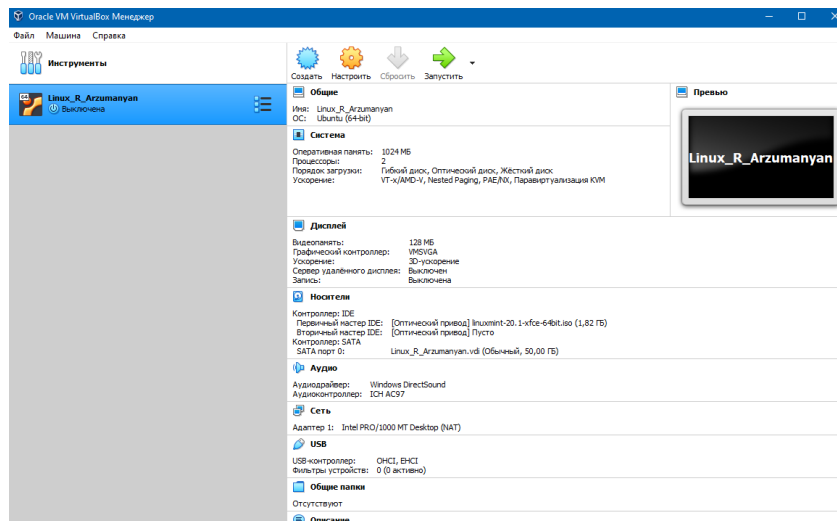 Oracle VM VirtualBox Менеджер
Файл Машина Справка
Инструменты
Linux_R_Arzumanyan
Выключена
Создать Настроить Сбросить Запустить
Общие
Имя: Linux_R_Arzumanyan
ОС: Ubuntu (64-bit)
Превью
Linux_R_Arzumanyan
Система
Оперативная память: 1024 МБ
Процессоры: 2
Порядок загрузки: Гибкий диск, Оптический диск, Жёсткий диск
Ускорение: VT-x/AMD-V, Nested Paging, PAE/NX, Паравиртуализация KVM
Дисплей
Видеопамять: 128 МБ
Графический контроллер: VMSVGA
Ускорение: 3D-ускорение
Сервер удалённого дисплея: Выключен
Запись: Выключена
Носители
Контроллер: IDE
Первичный мастер IDE: [Оптический привод] linuxmint-20.1-xfce-64bit.iso (1,82 ГБ)
Вторичный мастер IDE: [Оптический привод] Пусто
Контроллер: SATA
SATA порт 0: Linux_R_Arzumanyan.vdi (Обычный, 50,00 ГБ)
Аудио
Аудиодрайвер: Windows DirectSound
Аудиоконтроллер: ICH AC97
Сеть
Адаптер 1: Intel PRO/1000 MT Desktop (NAT)
USB
USB-контроллер: OHCI, EHCI
Фильтры устройств: 0 (0 активно)
Общие папки
Отсутствуют
Описание